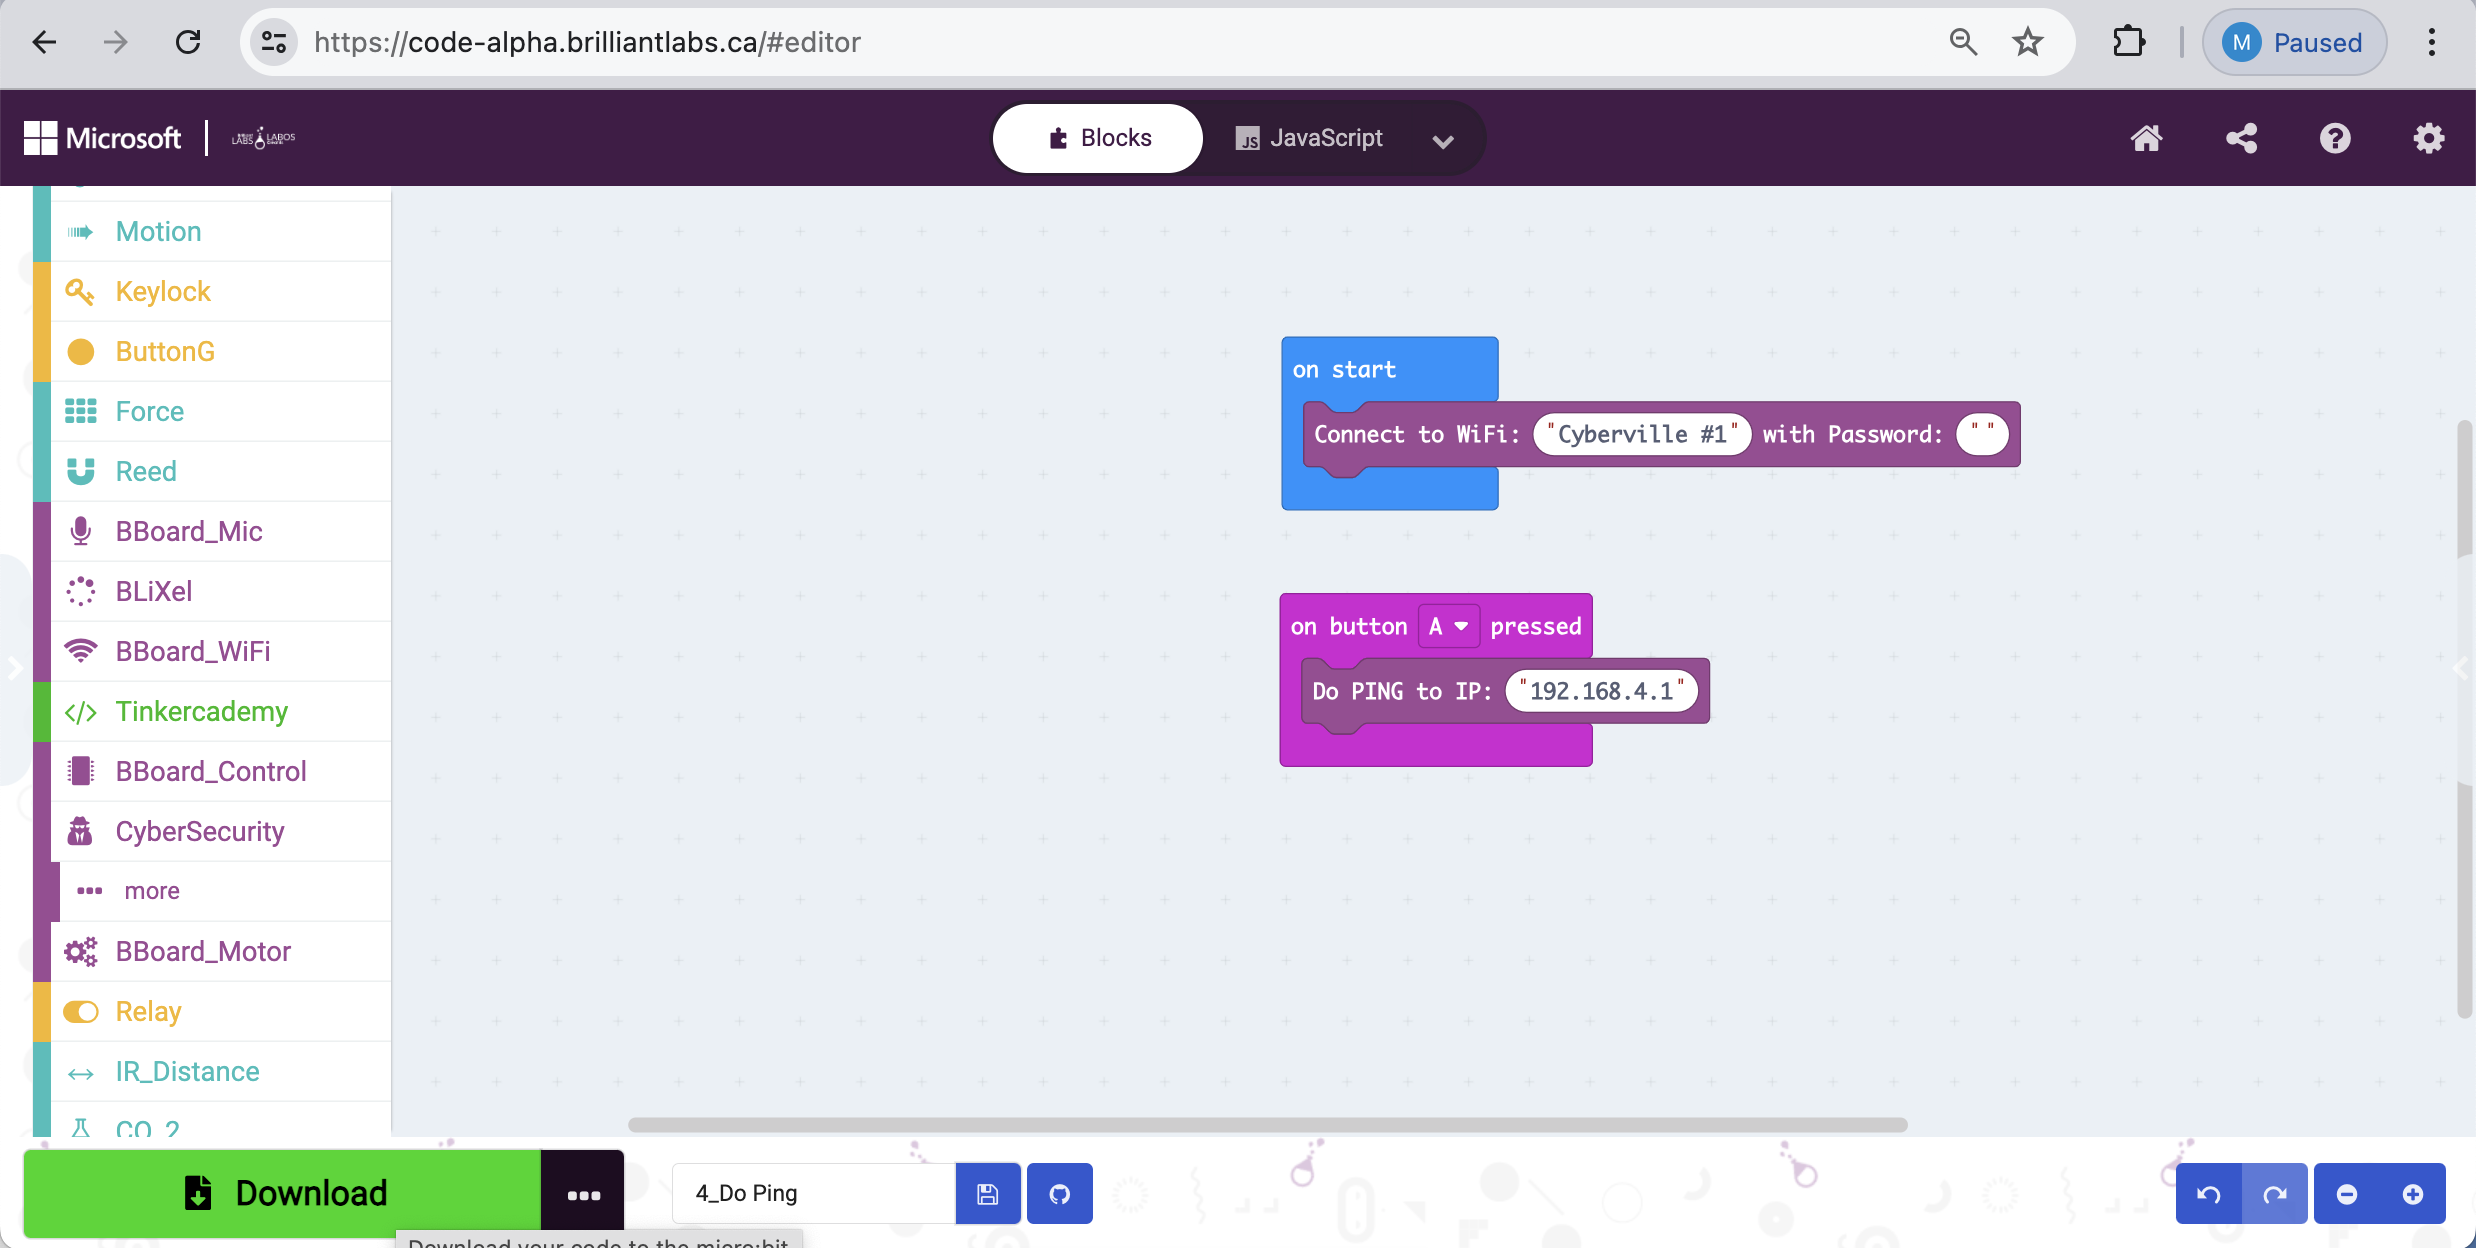 https://code-alpha.brilliantlabs.ca/#editor
M Paused
Microsoft
LABS LABOS
Blocks
JS JavaScript
Motion
Keylock
ButtonG
Force
Reed
BBoard_Mic
BLiXel
BBoard_WiFi
Tinkercademy
BBoard_Control
CyberSecurity
more
BBoard_Motor
Relay
IR_Distance
CO_2
on start
Connect to WiFi: "Cyberville #1" with Password: " "
on button A pressed
Do PING to IP: "192.168.4.1"
Download
4_Do Ping
Download your code to the micro:bit